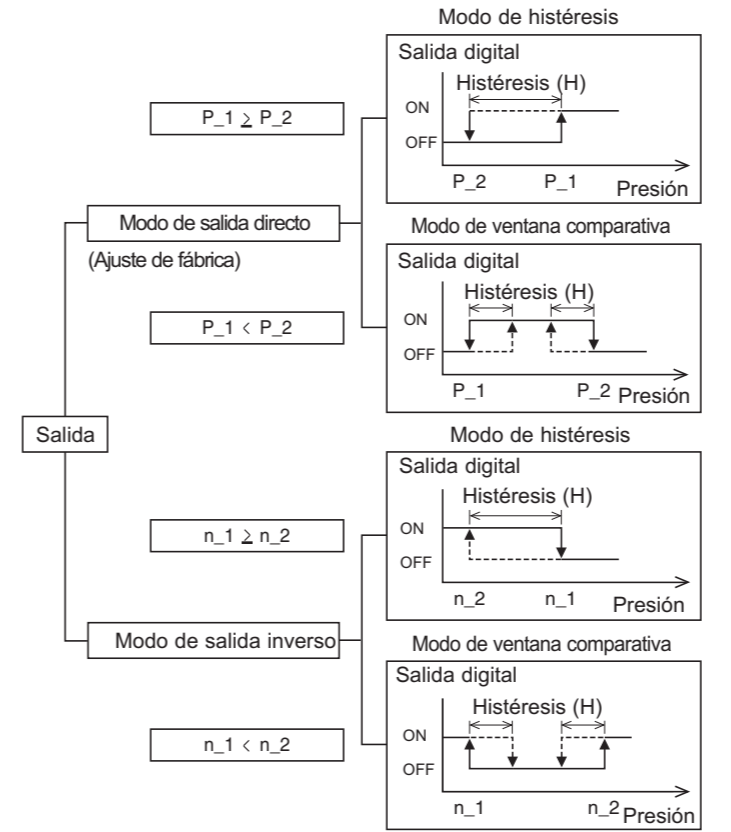 Modo de histéresis
Salida digital
Histéresis (H)
ON
OFF
P_2 P_1 Presión
P_1 ≥ P_2
Modo de salida directo
(Ajuste de fábrica)
Modo de ventana comparativa
Salida digital
Histéresis (H)
ON
OFF
P_1 P_2 Presión
P_1 < P_2
Salida
Modo de histéresis
Salida digital
Histéresis (H)
ON
OFF
n_2 n_1 Presión
n_1 ≥ n_2
Modo de salida inverso
Modo de ventana comparativa
Salida digital
Histéresis (H)
ON
OFF
n_1 n_2 Presión
n_1 < n_2